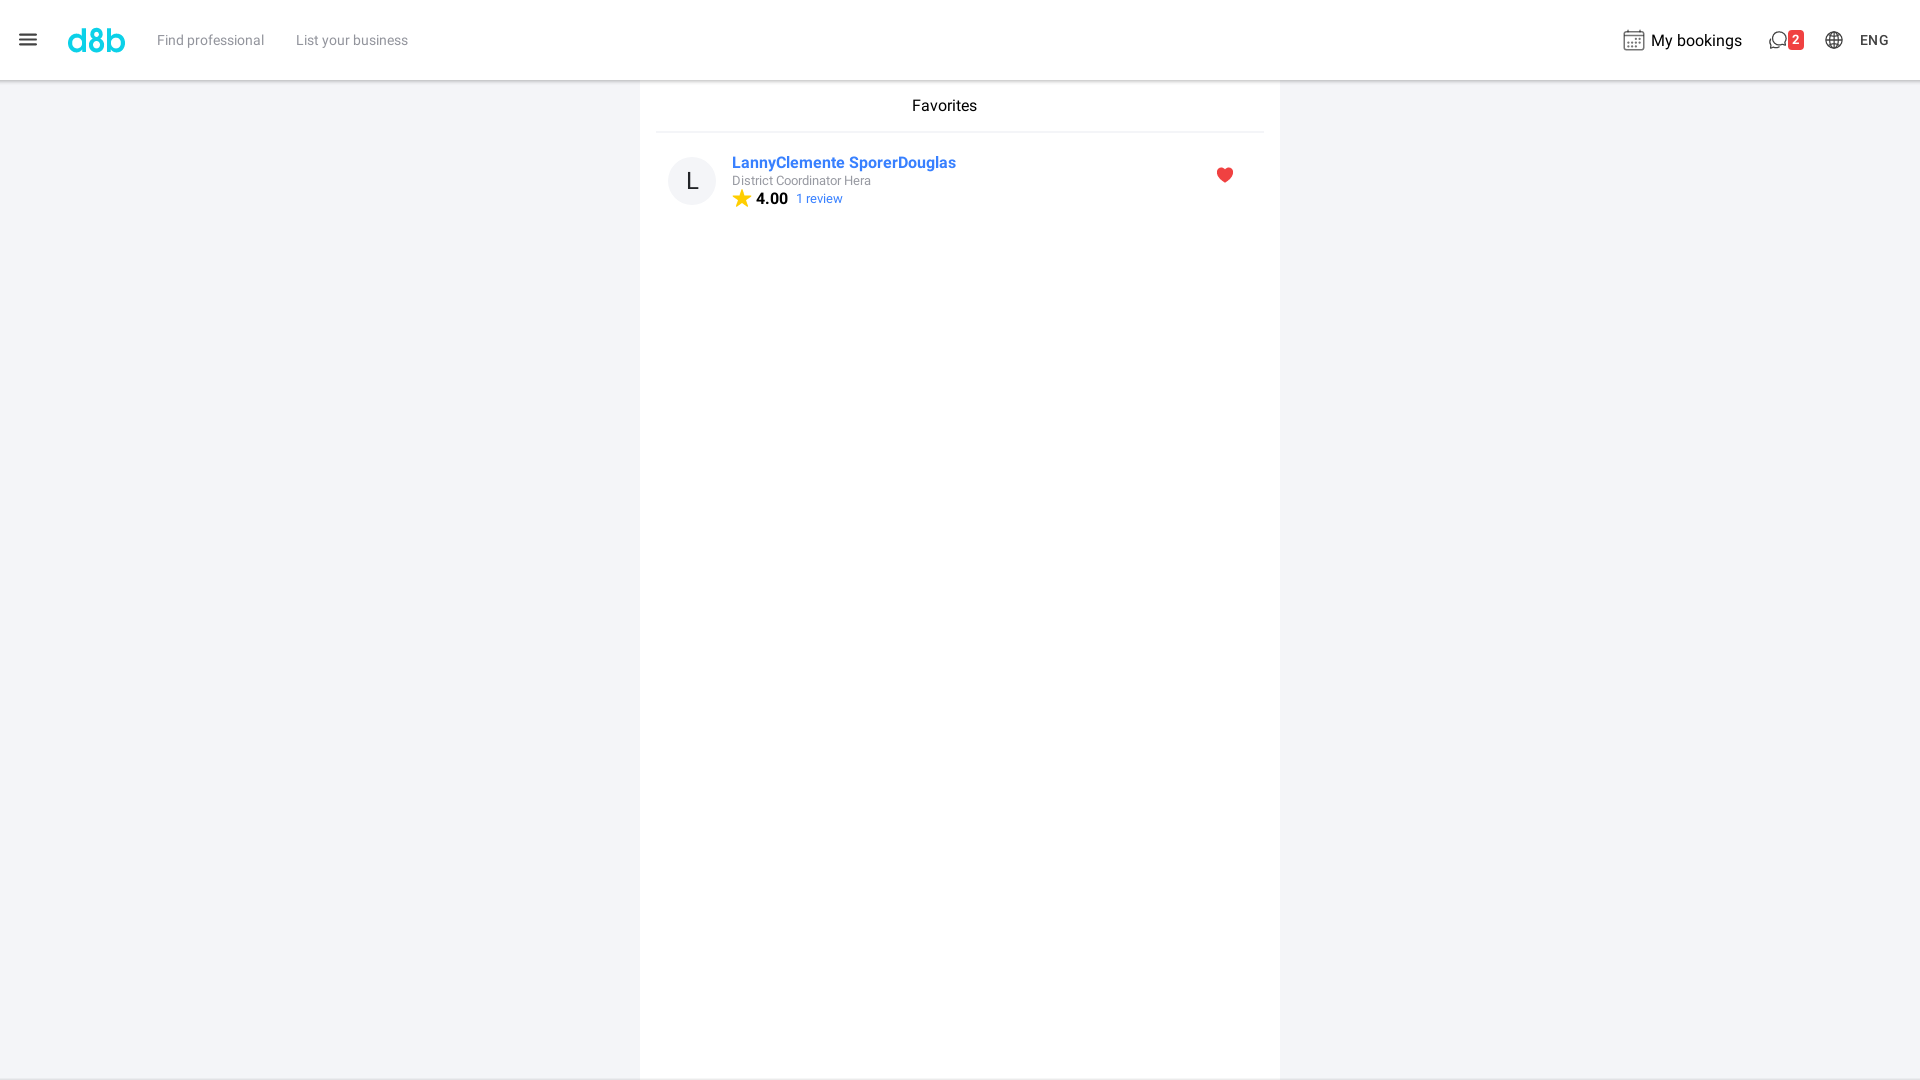 d8b
Find professional
List your business
My bookings
2
ENG
Favorites
L
LannyClemente SporerDouglas
District Coordinator Hera
4.00
1 review